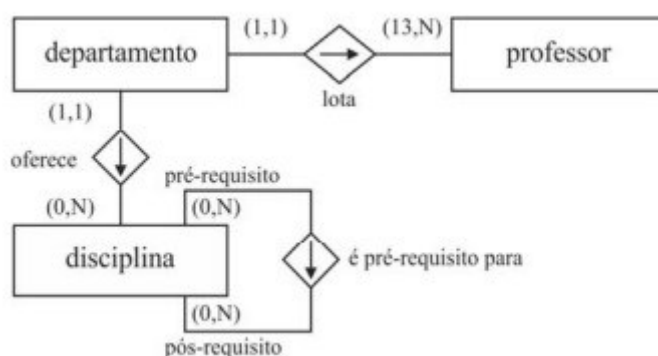 departamento
(1,1)
(13,N)
professor
lota
(1,1)
oferece
(0,N)
pré-requisito
(0,N)
disciplina
é pré-requisito para
(0,N)
pós-requisito